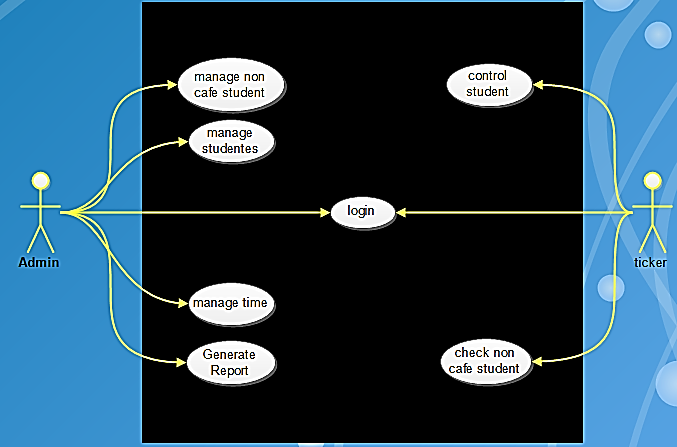 manage non
cafe student
control
student
manage
studentes
login
Admin
ticker
manage time
Generate
Report
check non
cafe student